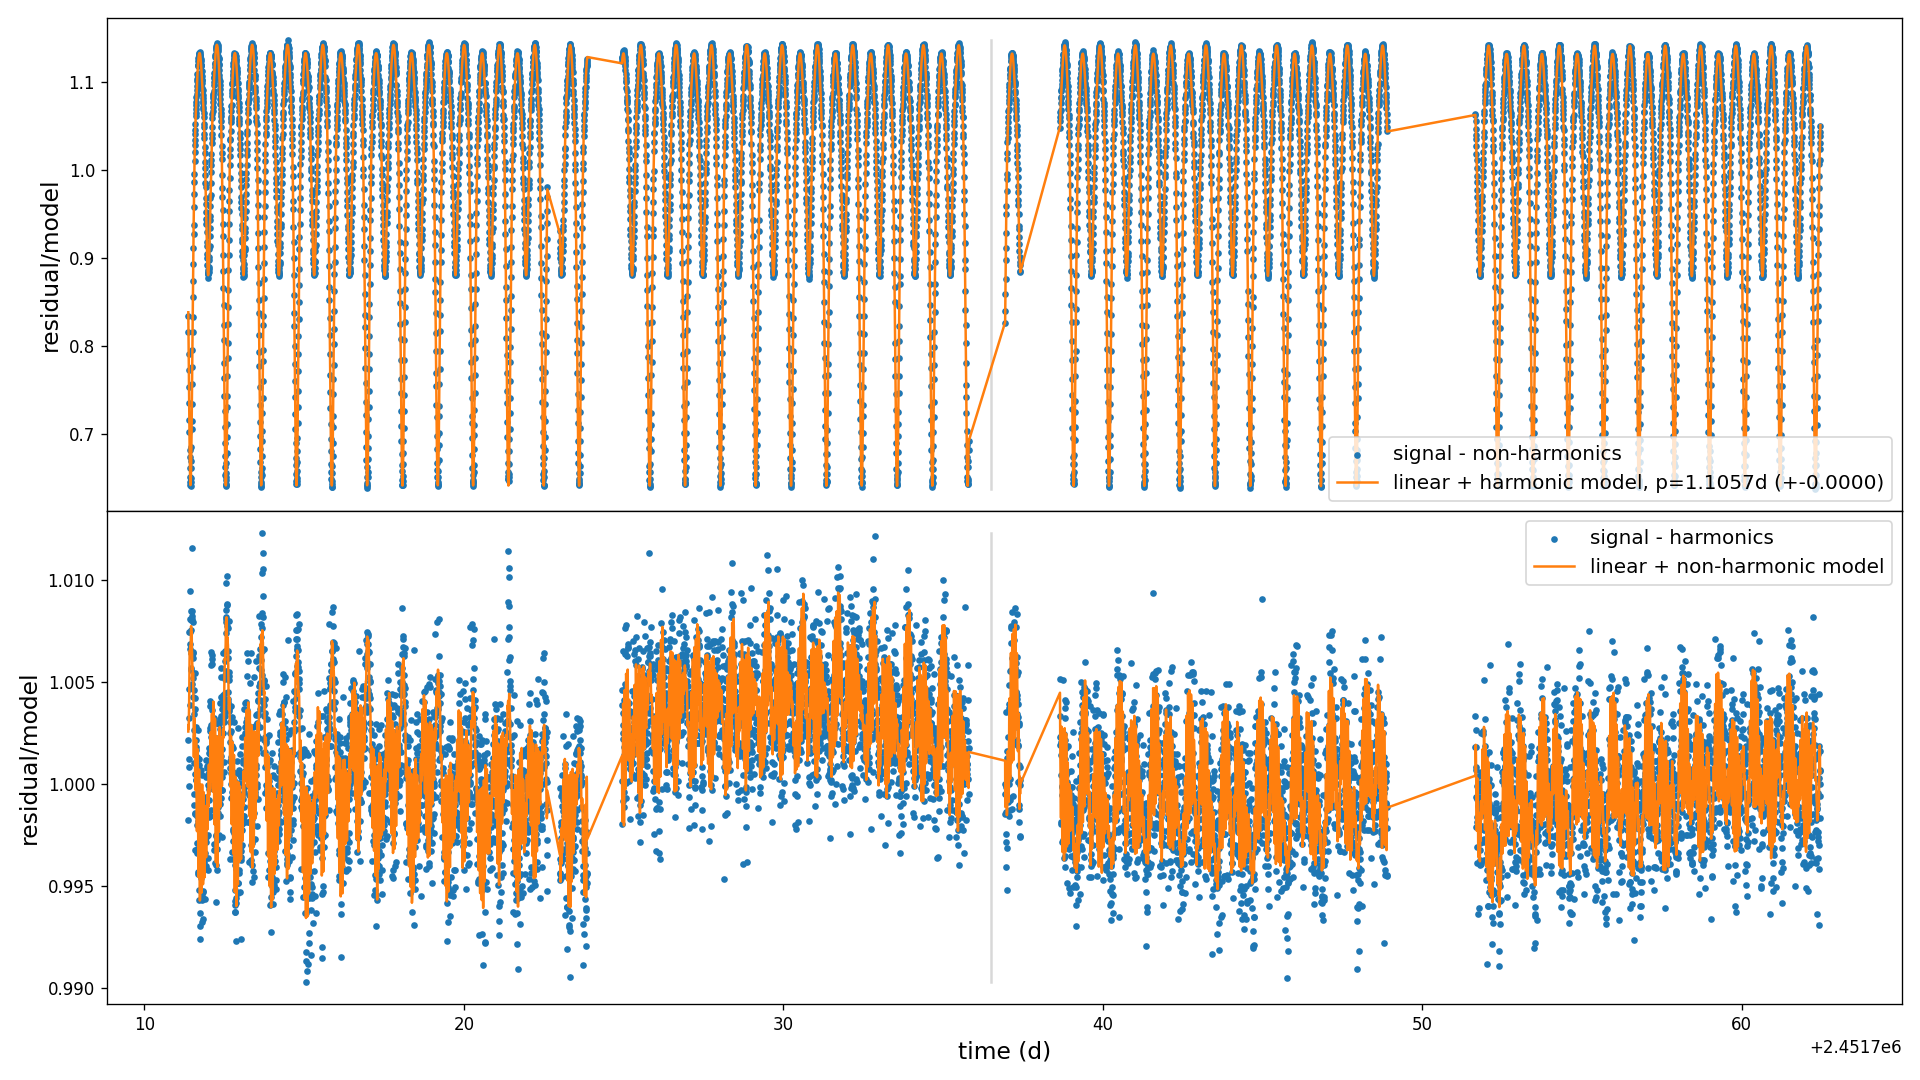 1.1
1.0
0.9
0.8
0.7
residual/model
signal - non-harmonics
linear + harmonic model, p=1.1057d (+-0.0000)
signal - harmonics
linear + non-harmonic model
1.010
1.005
1.000
0.995
0.990
residual/model
10 20 30 40 50 60
time (d)
+2.4517e6